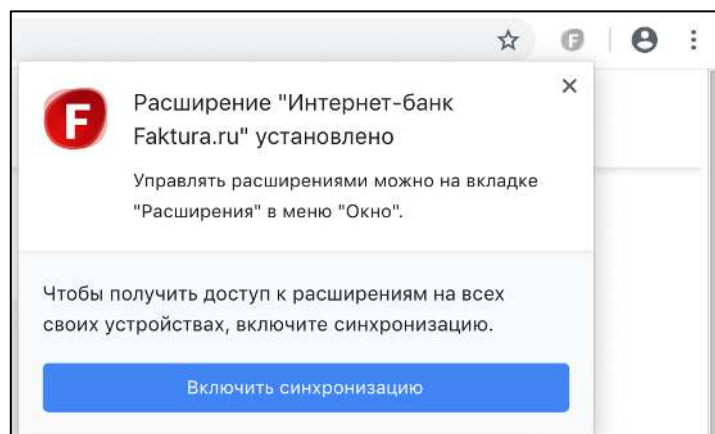 F
F
Расширение "Интернет-банк
Faktura.ru" установлено
Управлять расширениями можно на вкладке
"Расширения" в меню "Окно".
Чтобы получить доступ к расширениям на всех
своих устройствах, включите синхронизацию.
Включить синхронизацию